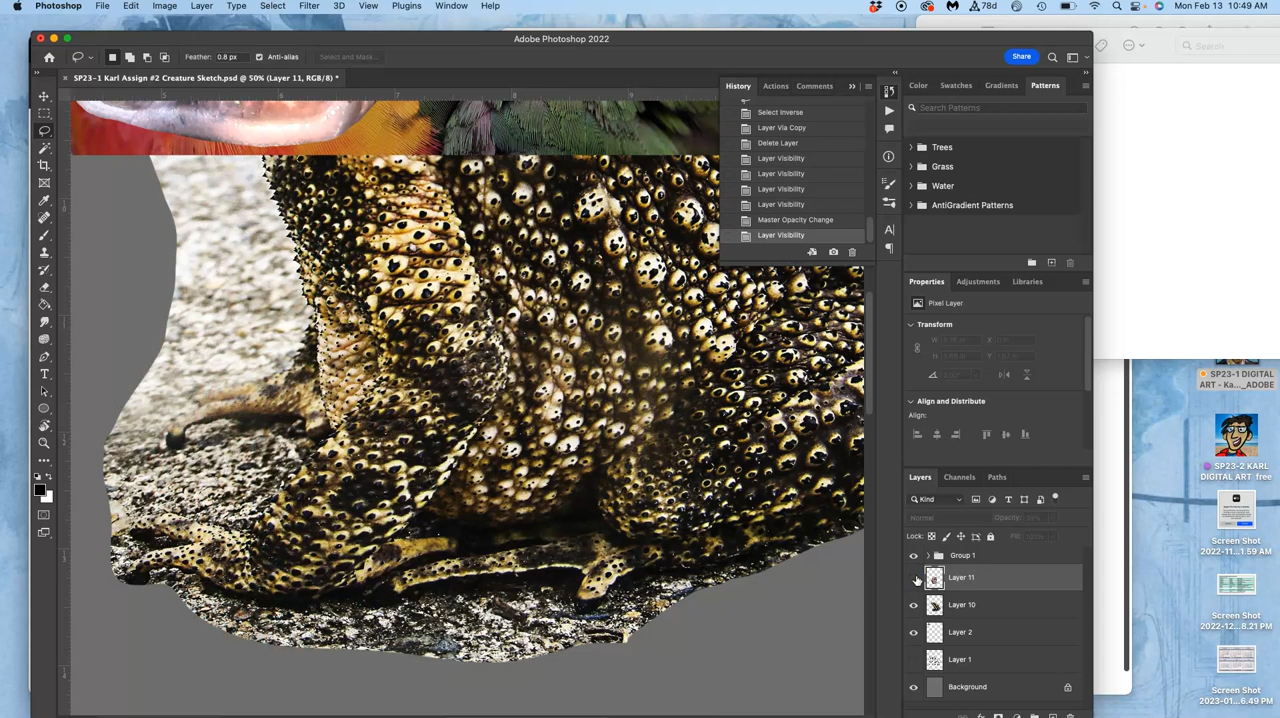 Photoshop File Edit Image Layer Type Select Filter 3D View Plugins Window Help 78d Mon Feb 13 10:49 AM
Adobe Photoshop 2022
Feather: 0.8 px Anti-alias Select and Mask... Share Search
SP23-1 Karl Assign #2 Creature Sketch.psd @ 50% (Layer 11, RGB/8) *
5 6 7 8 9
History Actions Comments
Select Inverse
Layer Via Copy
Delete Layer
Layer Visibility
Layer Visibility
Layer Visibility
Layer Visibility
Master Opacity Change
Layer Visibility
Color Swatches Gradients Patterns
Search Patterns
Trees
Grass
Water
AntiGradient Patterns
Properties Adjustments Libraries
Pixel Layer
Transform
W
X
H
Y
Align and Distribute
Align:
Layers Channels Paths
Kind
Normal Opacity:
Lock: Fill:
Group 1
Layer 11
Layer 10
Layer 2
Layer 1
Background
SP23-1 DIGITAL
ART - Ka..._ADOBE
SP23-2 KARL
DIGITAL ART free
Screen Shot
2022-11...1.59 AM
Screen Shot
2022-12...8.21 PM
Screen Shot
2023-01...6.49 PM